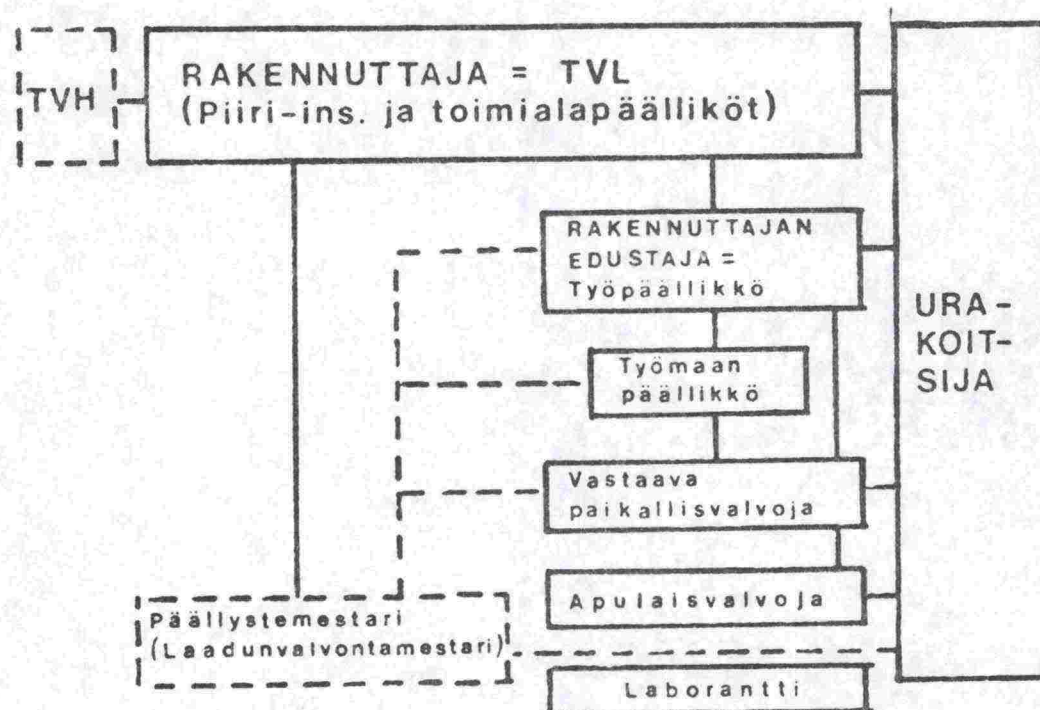 TVH
RAKENNUTTAJA = TVL
(Piiri-ins. ja toimialapäälliköt)
RAKENNUTTAJAN
EDUSTAJA =
Työpäällikkö
URA-
KOIT-
SIJA
Työmaan
päällikkö
Vastaava
paikallisvalvoja
Apulaisvalvoja
Päällystemestari
(Laadunvalvontamestari)
Laborantti